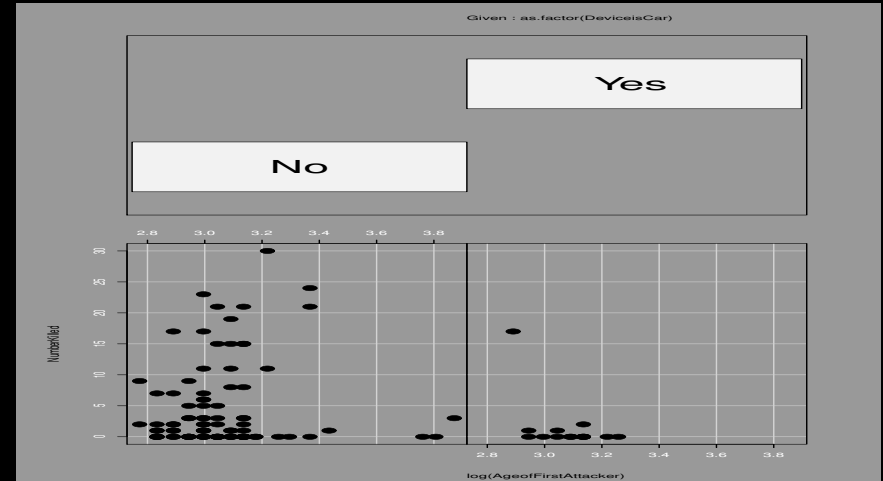 Given : as.factor(DeviceisCar)
Yes
No
2.8 3.0 3.2 3.4 3.6 3.8
30
25
20
15
10
5
0
NumberKilled
2.8 3.0 3.2 3.4 3.6 3.8
log(AgeofFirstAttacker)